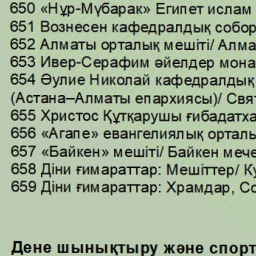 650 «Нұр-Мүбарак» Египет ислам
651 Вознесен кафедралдық собор
652 Алматы орталық мешіті/ Алма
653 Ивер-Серафим әйелдер мона
654 Әулие Николай кафедралдық
(Астана–Алматы епархиясы)/ Свят
655 Христос Құтқарушы ғибадатха
656 «Агапе» евангелиялық орталь
657 «Байкен» мешіті/ Байкен мече
658 Діни ғимараттар: Мешіттер/ Ку
659 Діни ғимараттар: Храмдар, Со
Дене шынықтыру және спорт